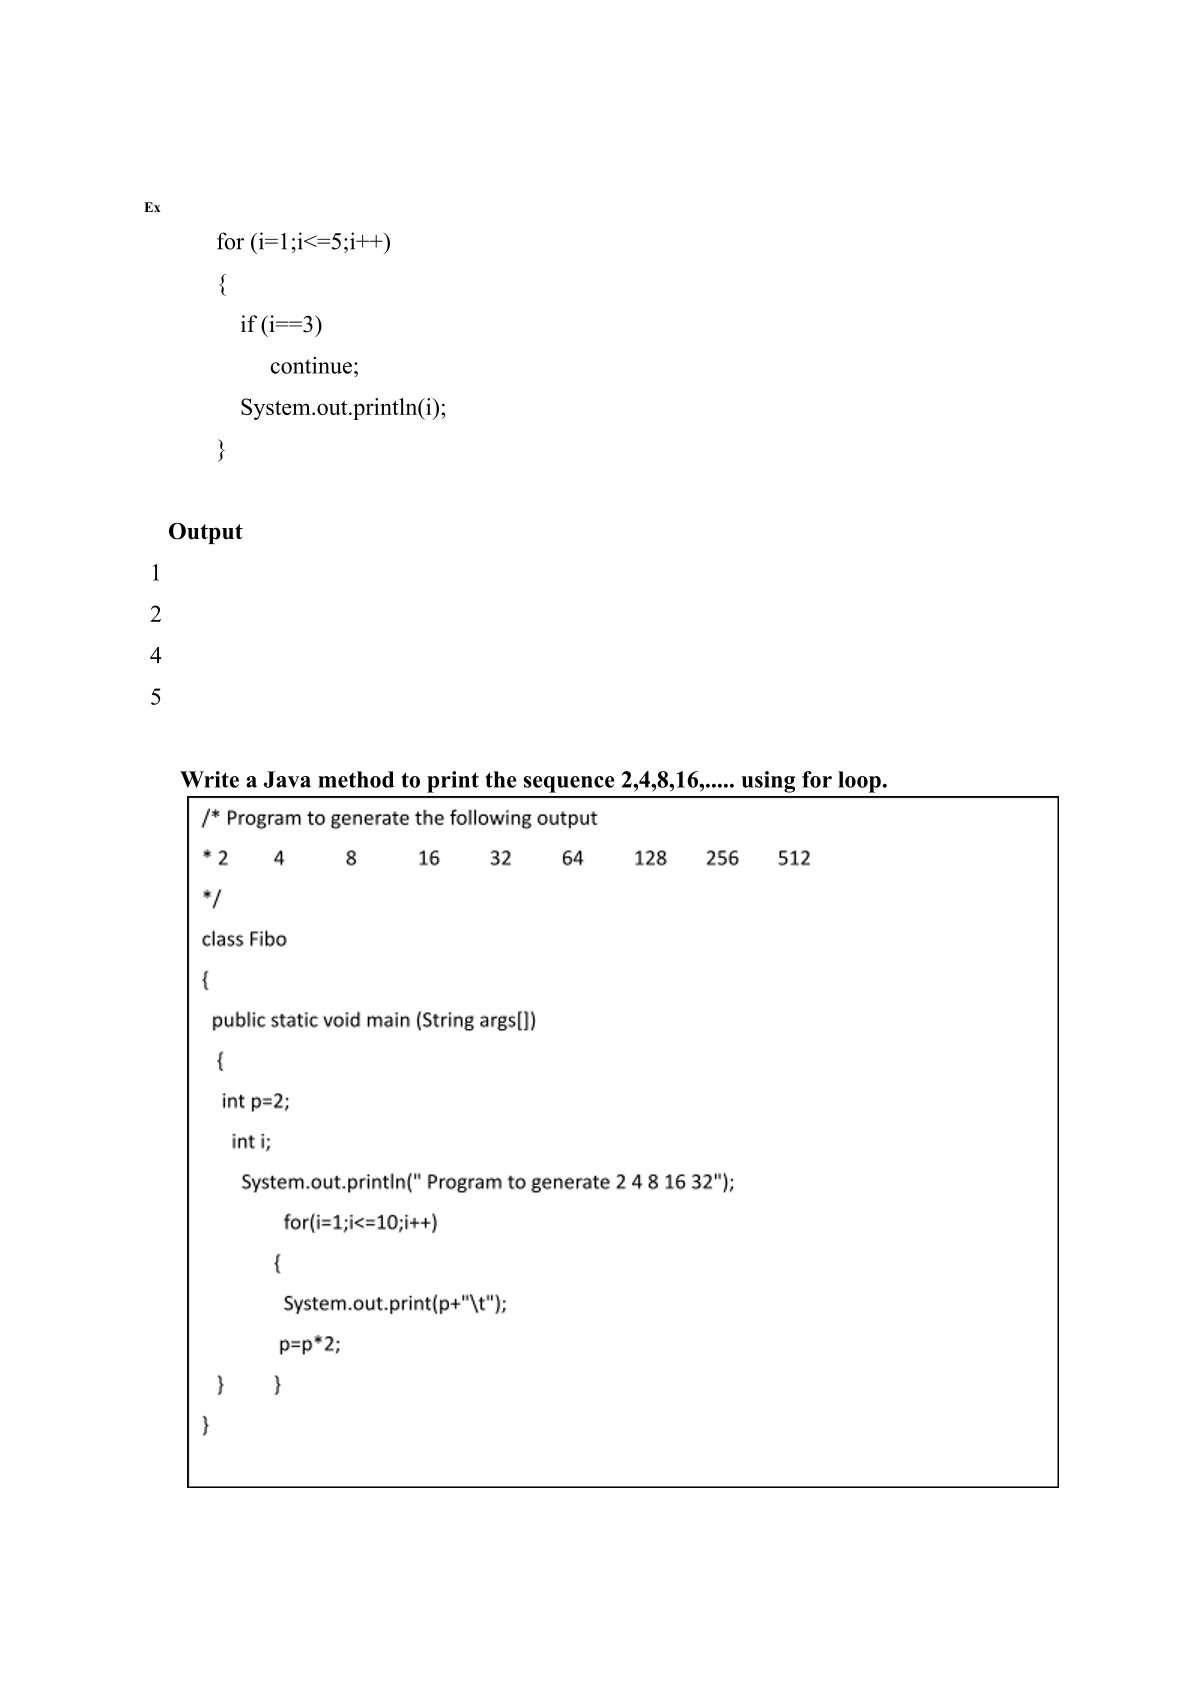 Ex
for (i=1;i<=5;i++)
{
if (i==3)
continue;
System.out.println(i);
}
Output
1
2
4
5
Write a Java method to print the sequence 2,4,8,16,..... using for loop.
/* Program to generate the following output
* 2 4 8 16 32 64 128 256 512
*/
class Fibo
{
public static void main (String args[])
{
int p=2;
int i;
System.out.println(" Program to generate 2 4 8 16 32");
for(i=1;i<=10;i++)
{
System.out.print(p+"\t");
p=p*2;
} }
}